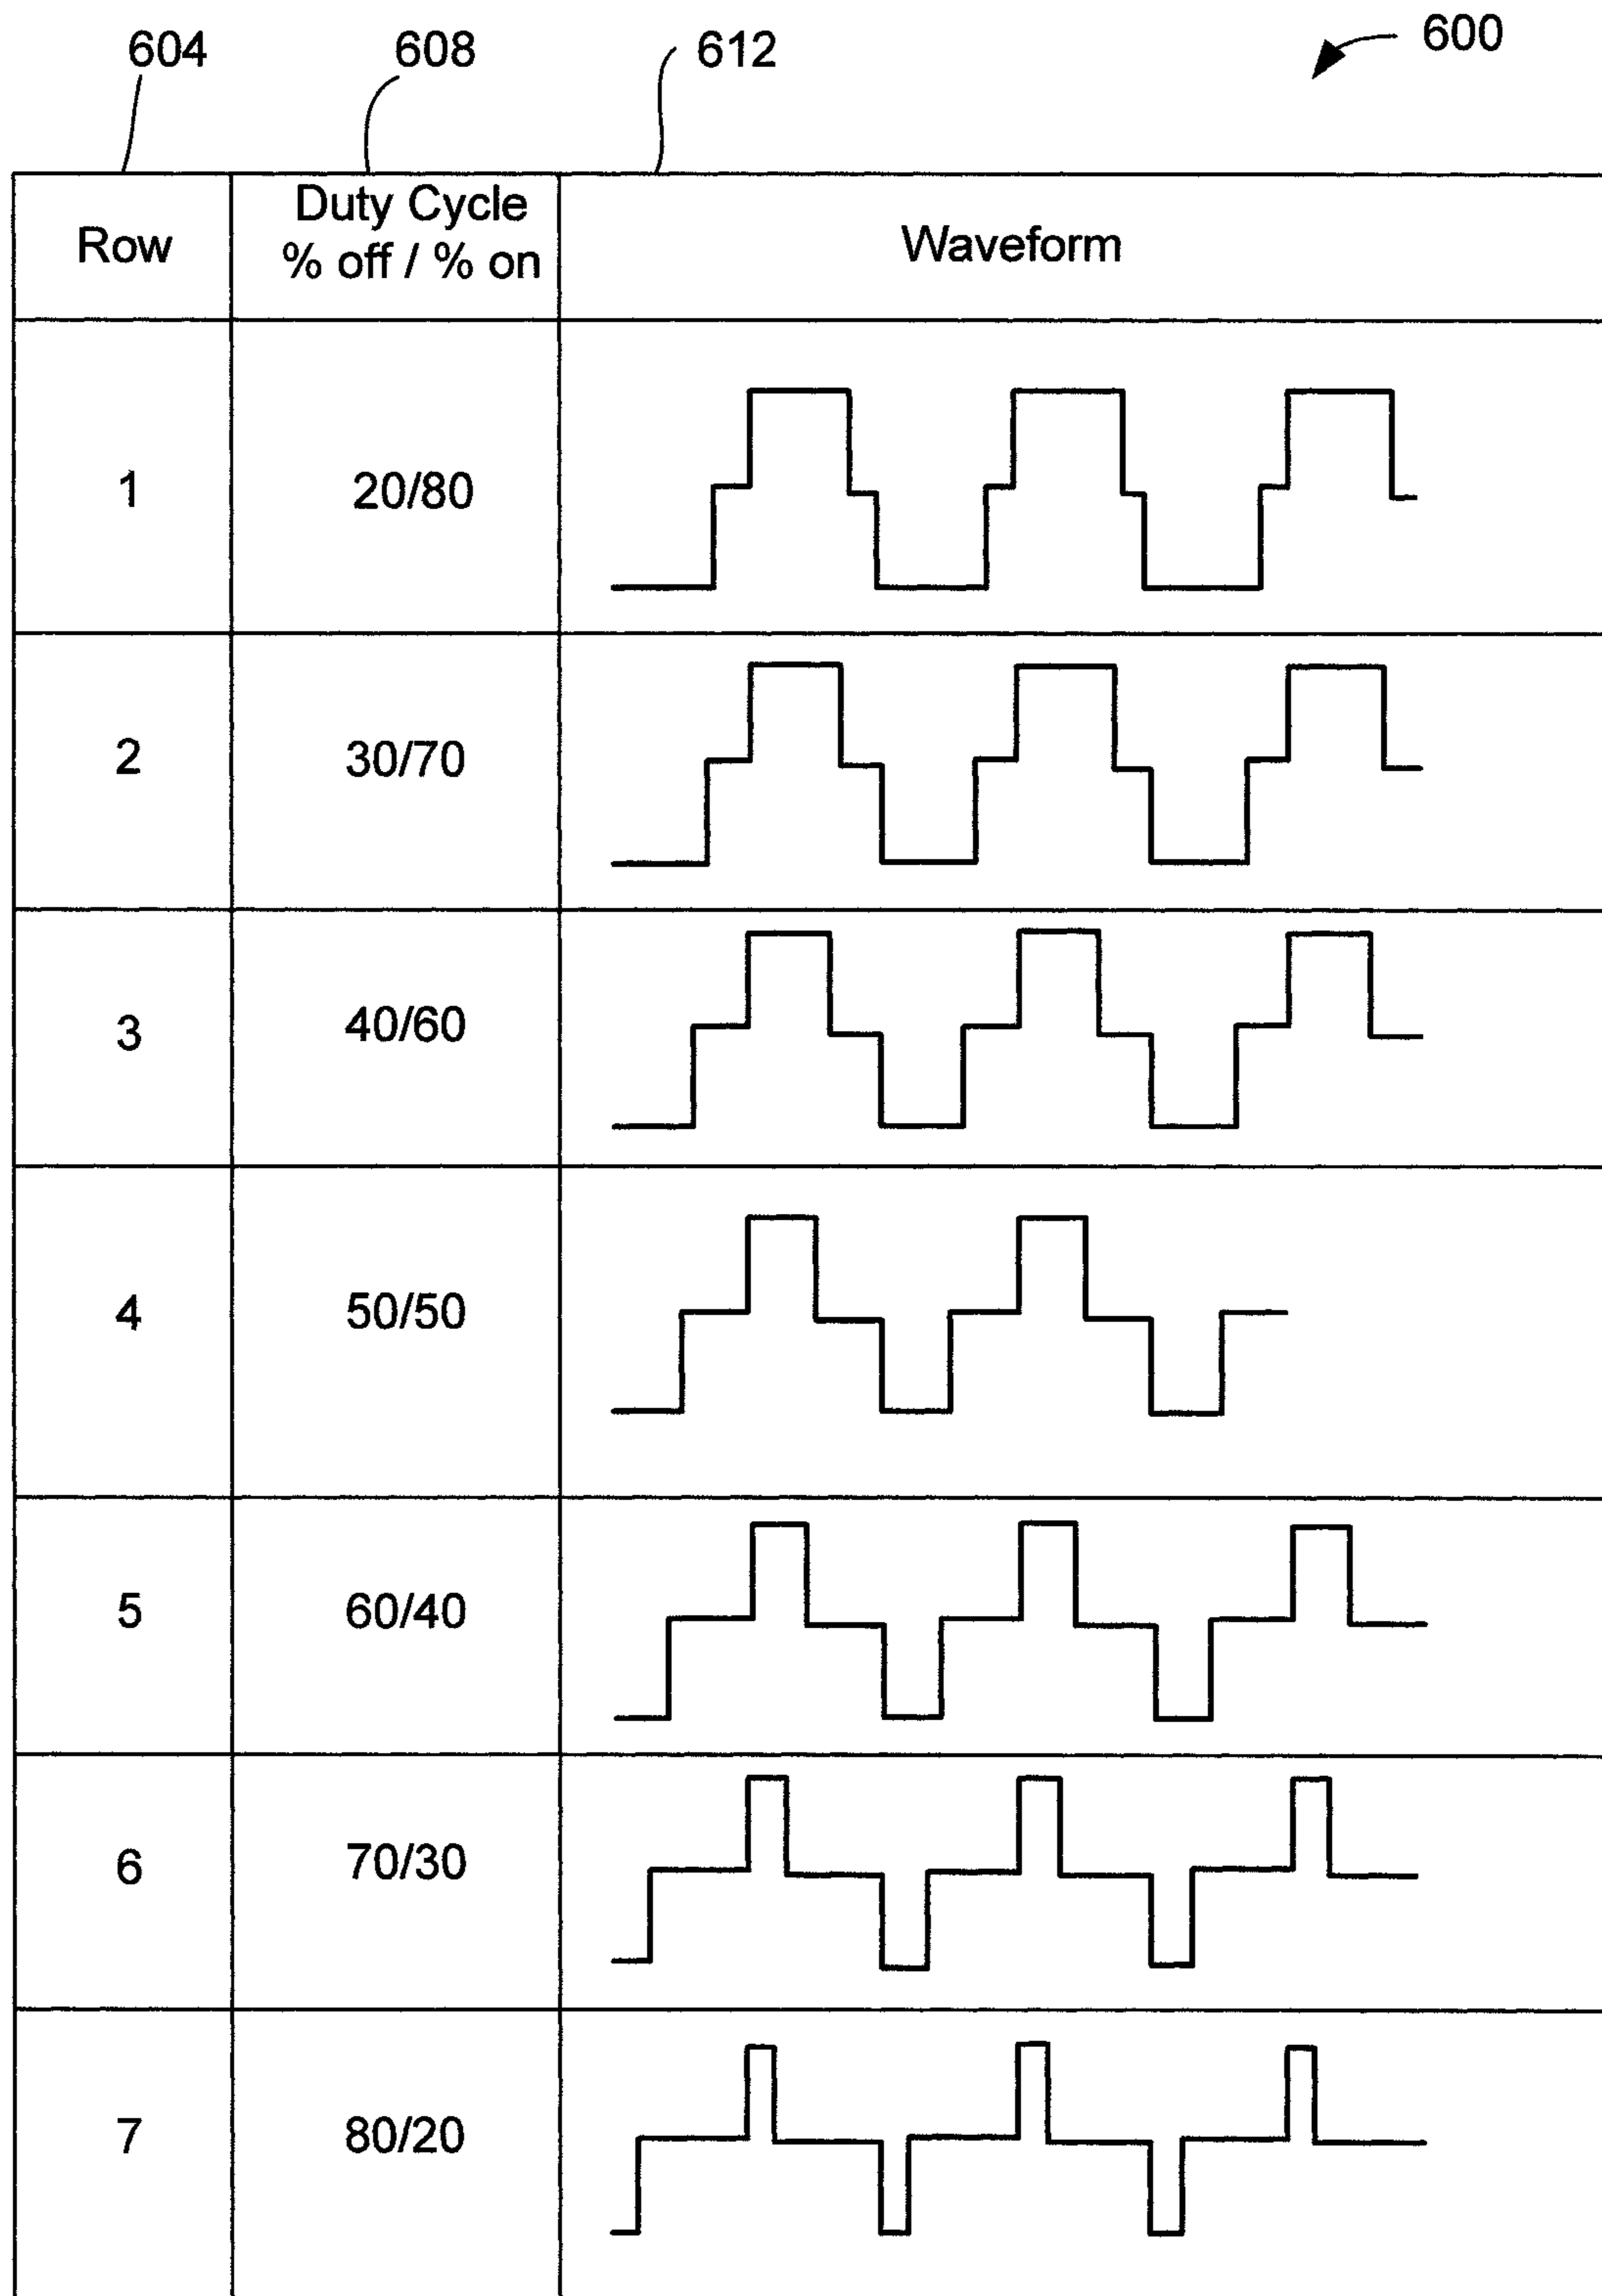 604 608 612 600
Row
Duty Cycle
% off / % on
Waveform
1 20/80
2 30/70
3 40/60
4 50/50
5 60/40
6 70/30
7 80/20